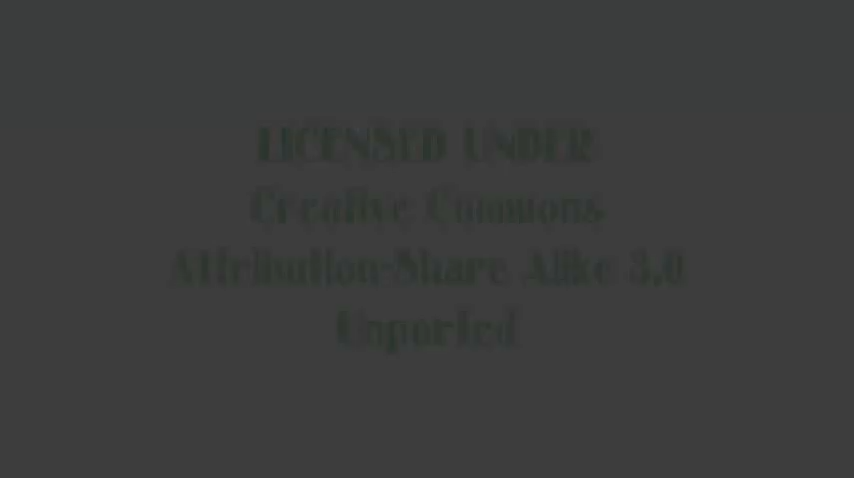 LICENSED UNDER
Creative Commons
Attribution-Share Alike 3.0
Unported